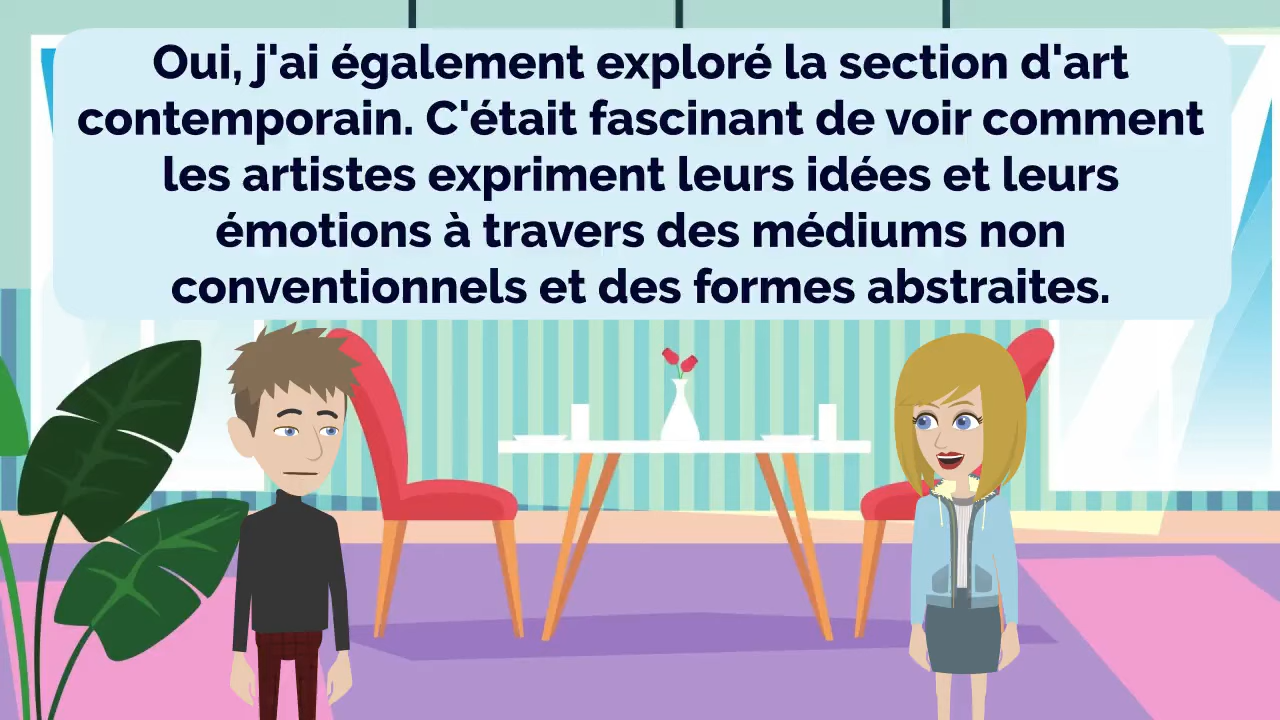 Oui, j'ai également exploré la section d'art
contemporain. C'était fascinant de voir comment
les artistes expriment leurs idées et leurs
émotions à travers des médiums non
conventionnels et des formes abstraites.